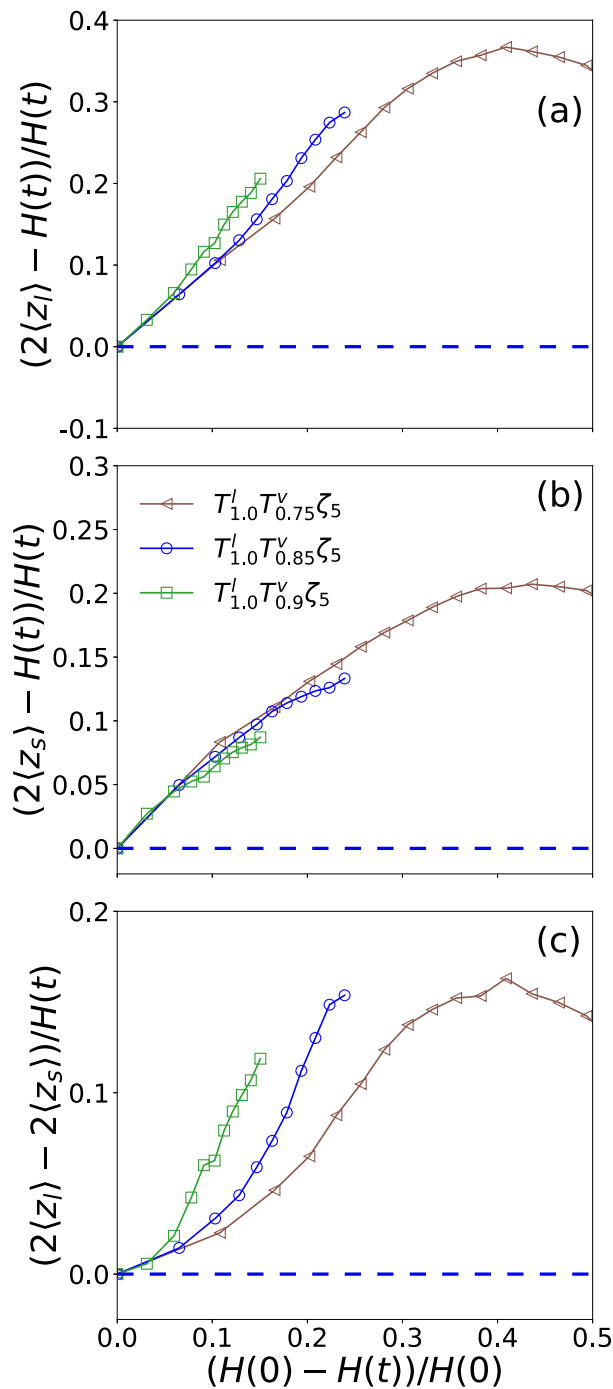 0.4
0.3
0.2
0.1
0.0
-0.1
(2⟨z_l⟩ − H(t))/H(t)
(a)
0.3
0.25
0.2
0.15
0.1
0.05
0.0
(2⟨z_s⟩ − H(t))/H(t)
(b)
T^l_{1.0}T^v_{0.75}ζ_5
T^l_{1.0}T^v_{0.85}ζ_5
T^l_{1.0}T^v_{0.9}ζ_5
0.2
0.1
0.0
(2⟨z_l⟩ − 2⟨z_s⟩)/H(t)
(c)
0.0 0.1 0.2 0.3 0.4 0.5
(H(0) − H(t))/H(0)